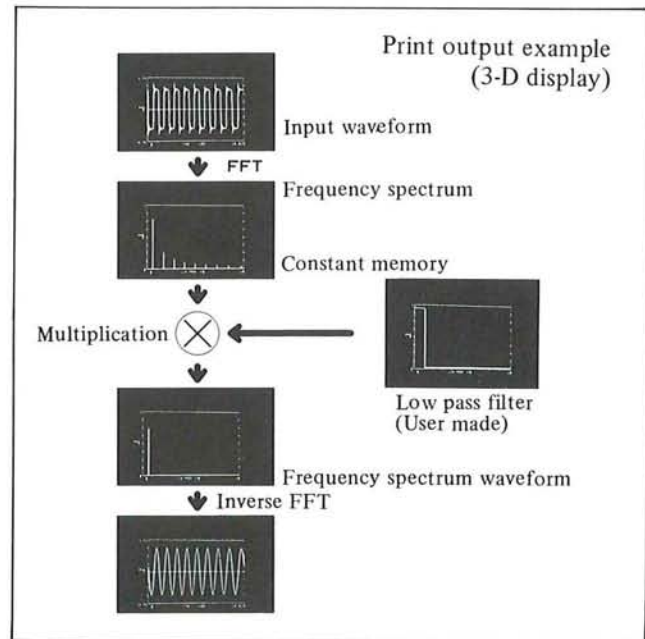 Print output example
(3-D display)
Input waveform
FFT
Frequency spectrum
Constant memory
Multiplication
Low pass filter
(User made)
Frequency spectrum waveform
Inverse FFT